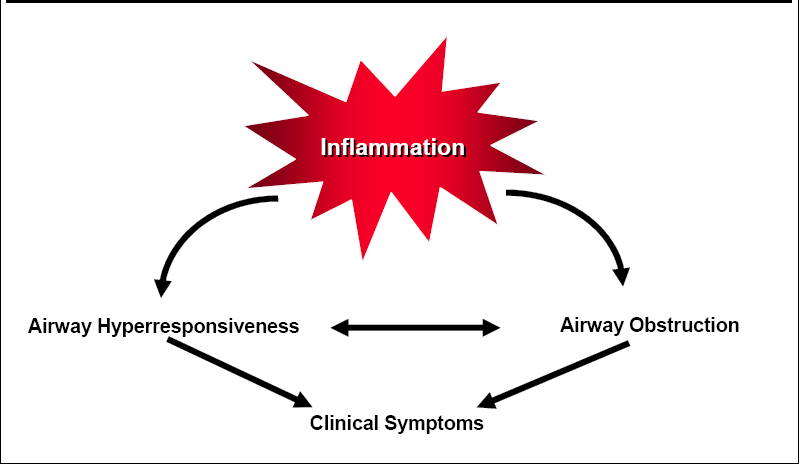 Inflammation
Airway Hyperresponsiveness
Airway Obstruction
Clinical Symptoms